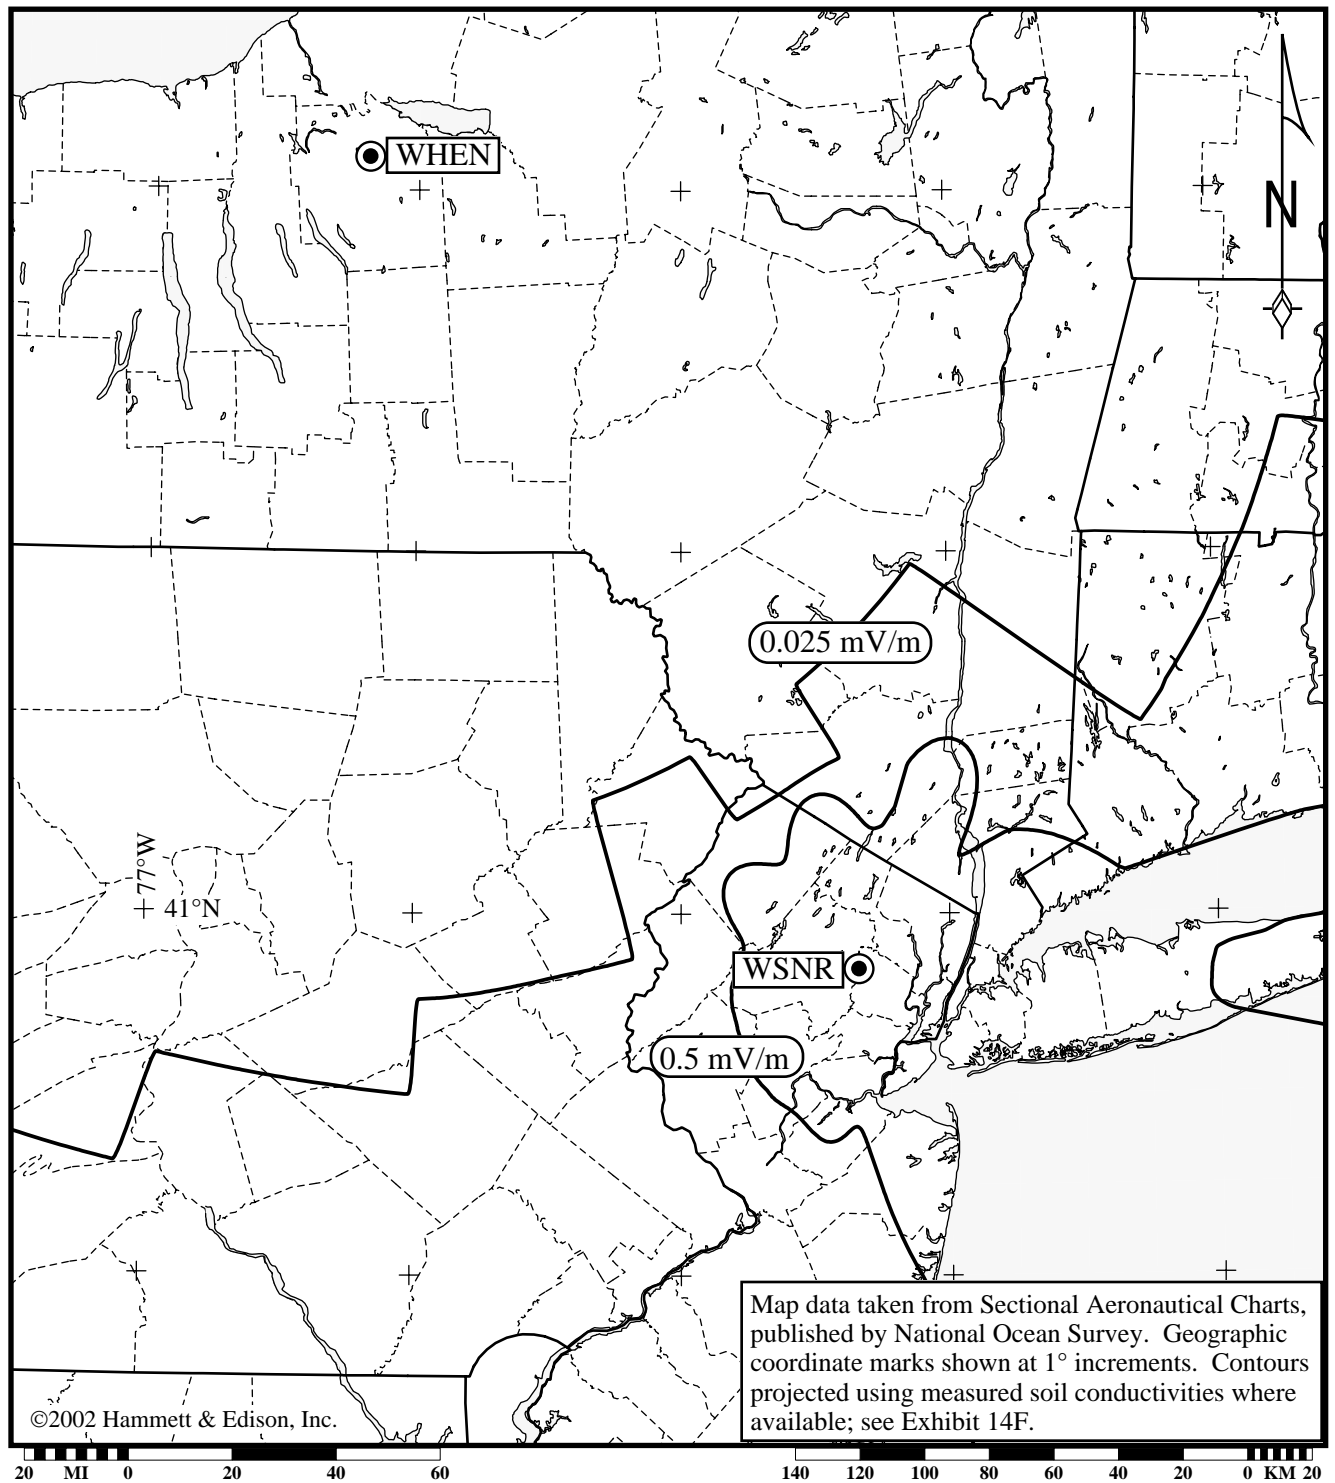 WHEN
N
0.025 mV/m
77°W
41°N
WSNR
0.5 mV/m
Map data taken from Sectional Aeronautical Charts,
published by National Ocean Survey.  Geographic
coordinate marks shown at 1° increments.  Contours
projected using measured soil conductivities where
available; see Exhibit 14F.
©2002 Hammett & Edison, Inc.
20 MI 0 20 40 60
140 120 100 80 60 40 20 KM 20